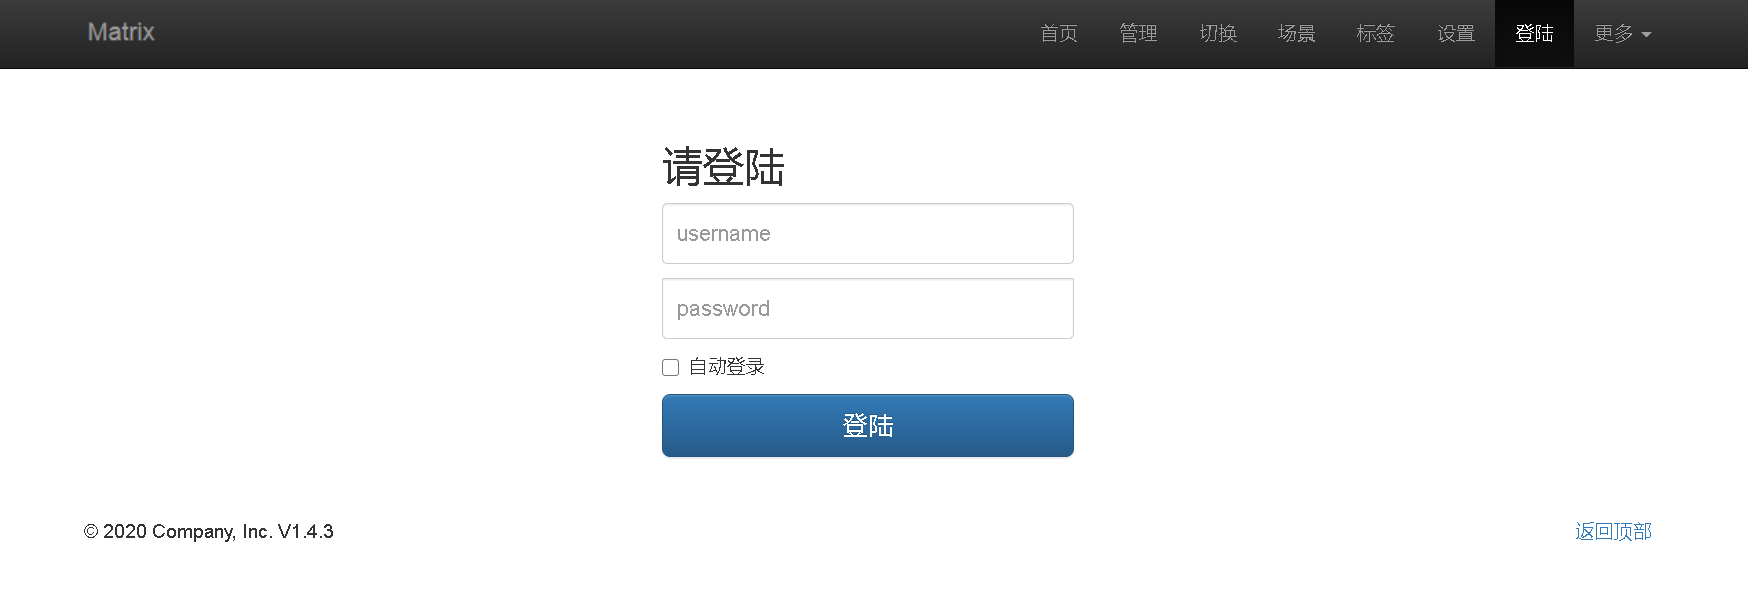 Matrix 首页 管理 切换 场景 标签 设置 登陆 更多
请登陆
username
password
自动登录
登陆
© 2020 Company, Inc. V1.4.3 返回顶部